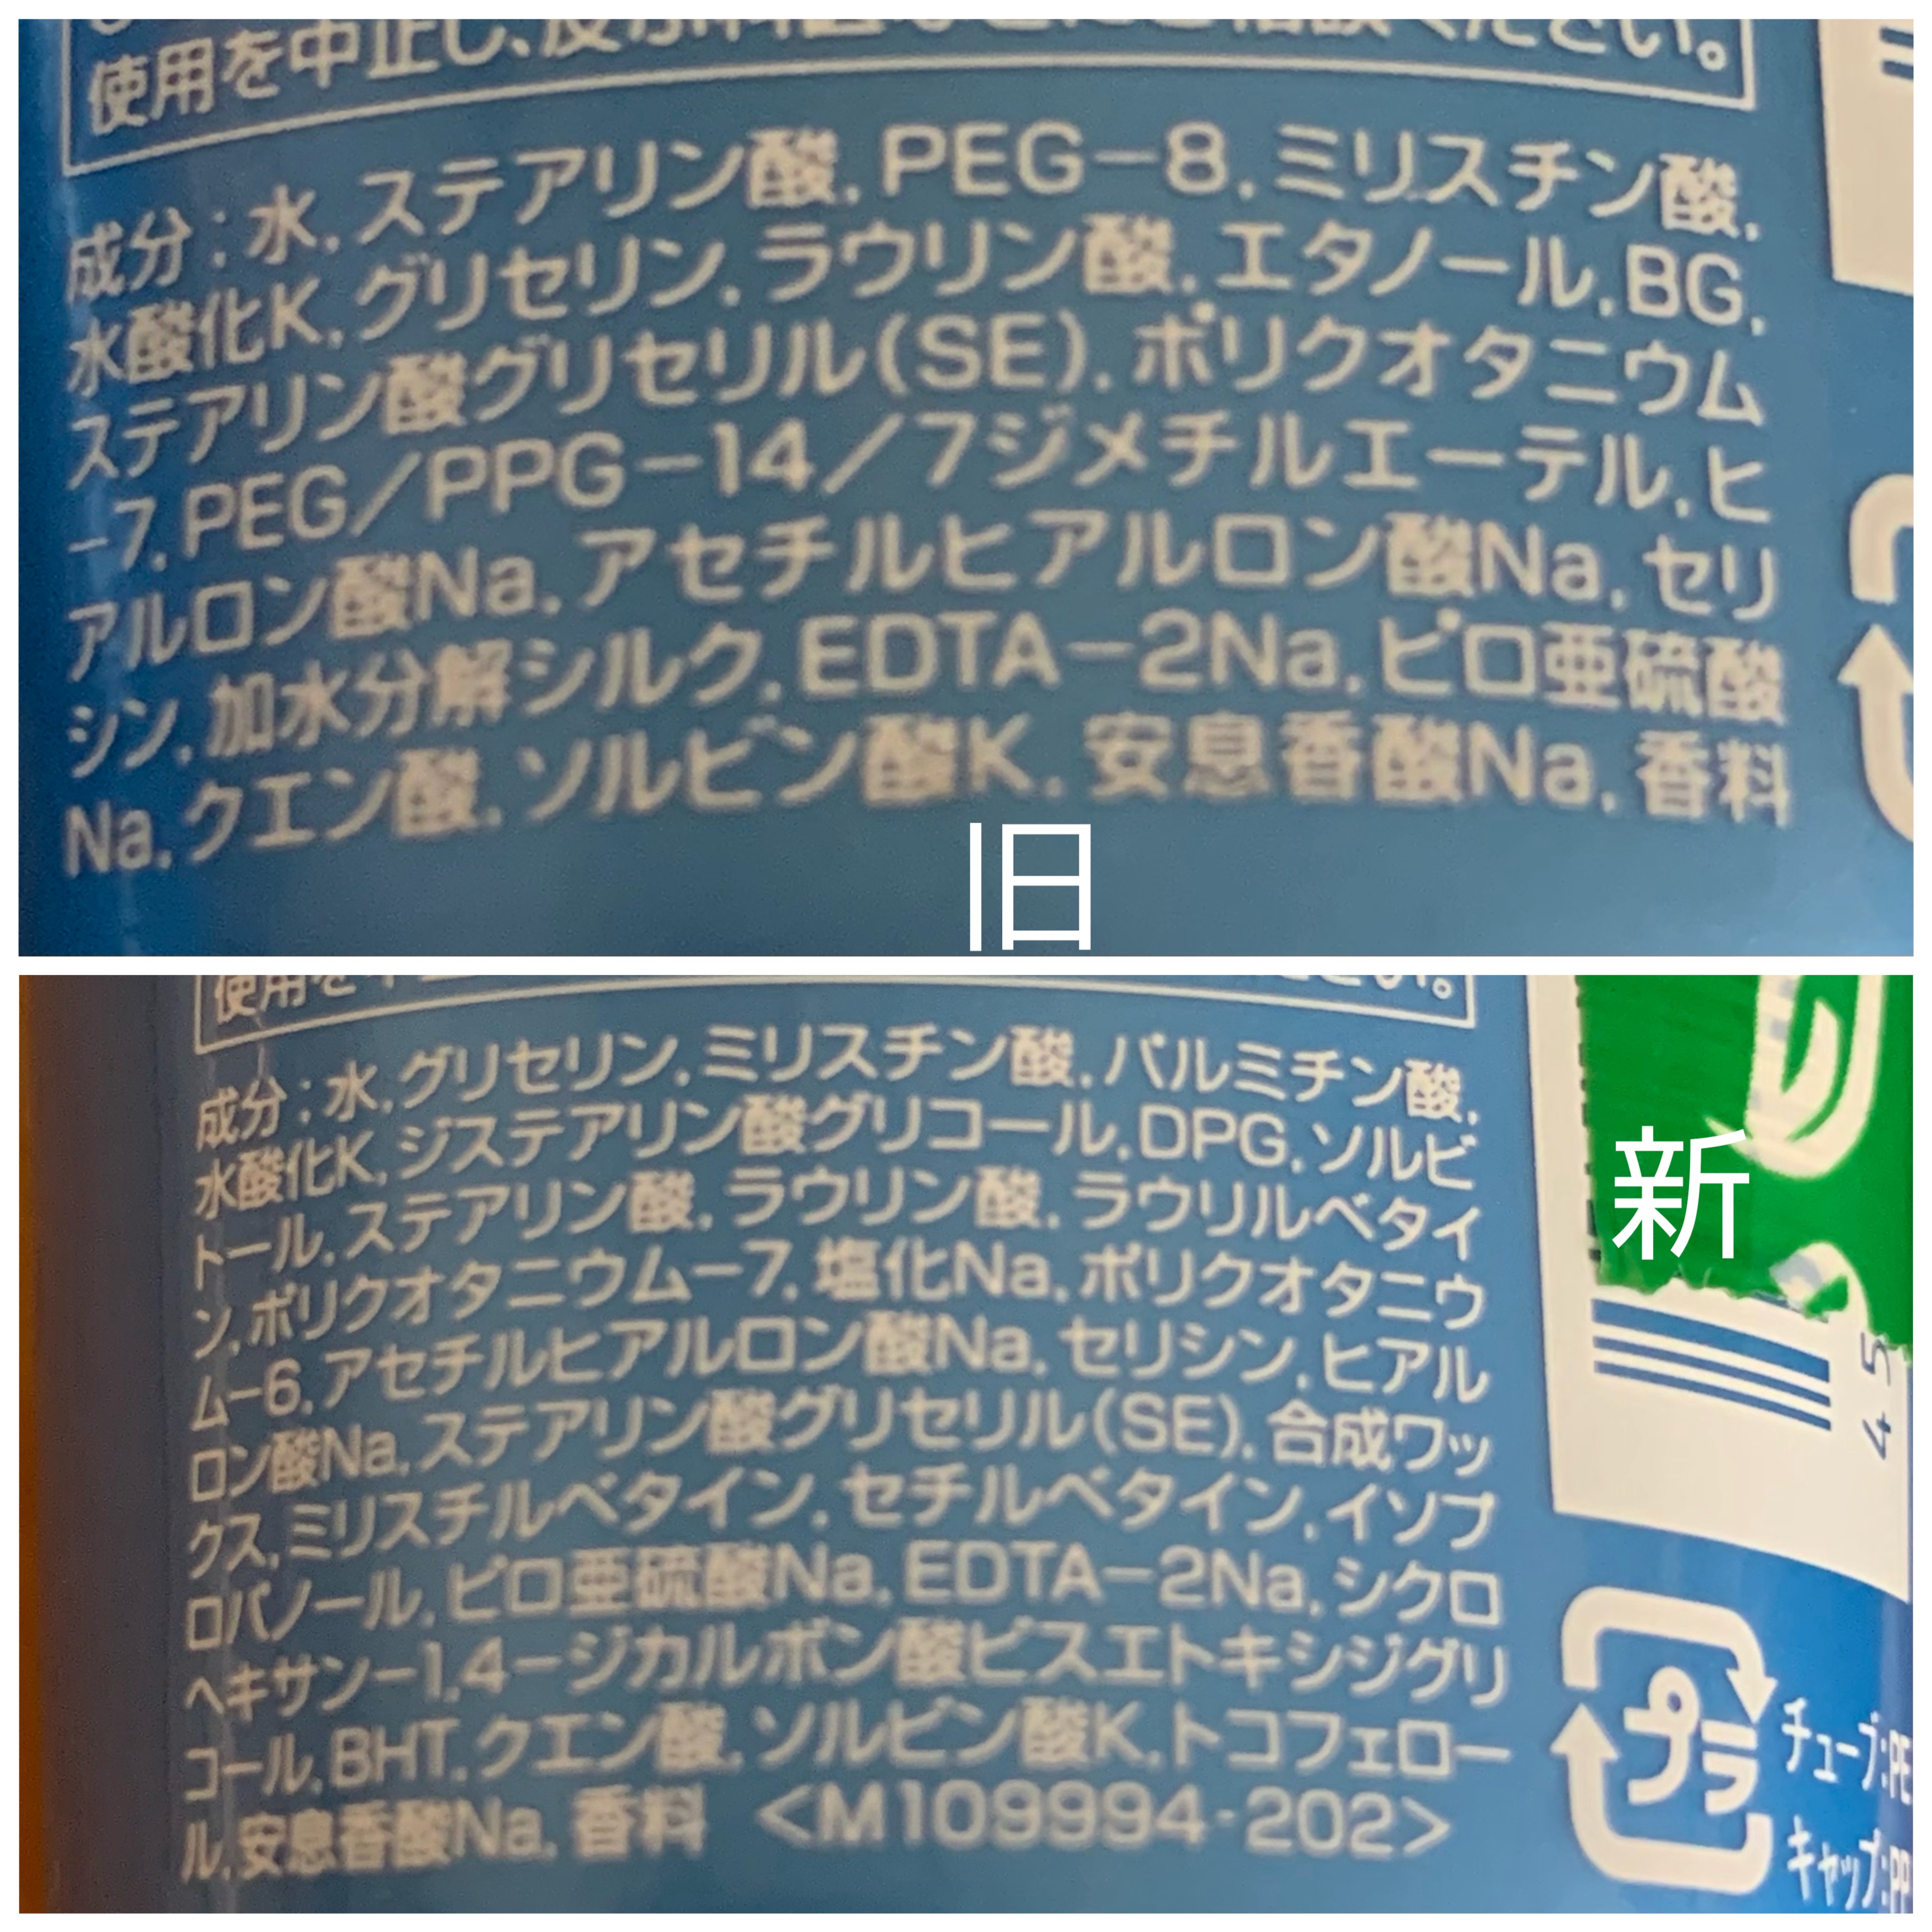 使用を中止し、皮ふ科医などにご相談ください。
成分：水、ステアリン酸、PEG－8、ミリスチン酸、
水酸化K、グリセリン、ラウリン酸、エタノール、BG、
ステアリン酸グリセリル(SE)、ポリクオタニウム
－7、PEG／PPG－14／7ジメチルエーテル、ヒ
アルロン酸Na、アセチルヒアルロン酸Na、セリ
シン、加水分解シルク、EDTA－2Na、ピロ亜硫酸
Na、クエン酸、ソルビン酸K、安息香酸Na、香料
旧
使用を
さい。
成分：水、グリセリン、ミリスチン酸、パルミチン酸、
水酸化K、ジステアリン酸グリコール、DPG、ソルビ
トール、ステアリン酸、ラウリン酸、ラウリルベタイ
ン、ポリクオタニウム－7、塩化Na、ポリクオタニウ
ム－6、アセチルヒアルロン酸Na、セリシン、ヒアル
ロン酸Na、ステアリン酸グリセリル(SE)、合成ワッ
クス、ミリスチルベタイン、セチルベタイン、イソプ
ロパノール、ピロ亜硫酸Na、EDTA－2Na、シクロ
ヘキサン－1,4－ジカルボン酸ビスエトキシジグリ
コール、BHT、クエン酸、ソルビン酸K、トコフェロー
ル、安息香酸Na、香料 <M109994-202>
新
54
プラ
チューブ：PE
キャップ：PP